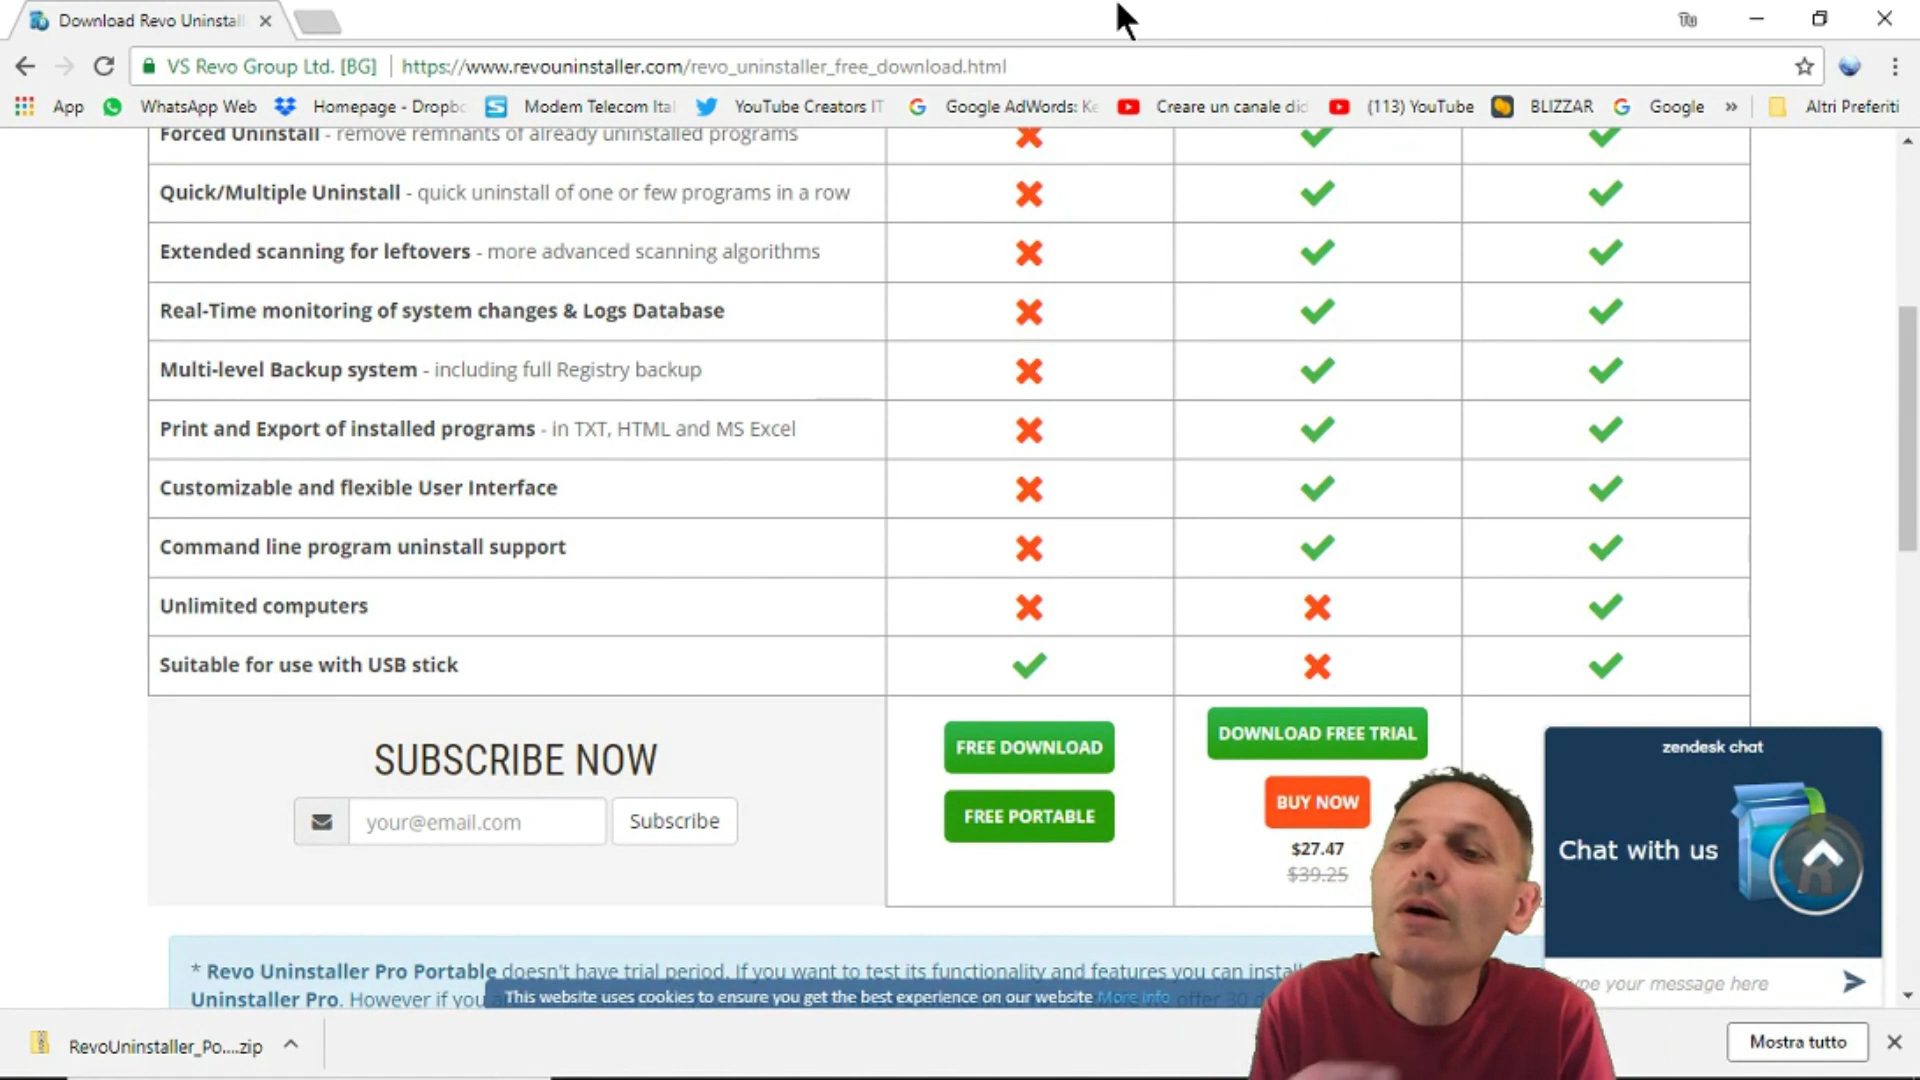 Download Revo Uninstal
VS Revo Group Ltd. [BG] https://www.revouninstaller.com/revo_uninstaller_free_download.html
App WhatsApp Web Homepage - Dropbo Modem Telecom Ital YouTube Creators IT Google AdWords: Ke Creare un canale did (113) YouTube BLIZZAR Google » Altri Preferiti
Forced Uninstall - remove remnants of already uninstalled programs
Quick/Multiple Uninstall - quick uninstall of one or few programs in a row
Extended scanning for leftovers - more advanced scanning algorithms
Real-Time monitoring of system changes & Logs Database
Multi-level Backup system - including full Registry backup
Print and Export of installed programs - in TXT, HTML and MS Excel
Customizable and flexible User Interface
Command line program uninstall support
Unlimited computers
Suitable for use with USB stick
SUBSCRIBE NOW
your@email.com Subscribe
FREE DOWNLOAD
FREE PORTABLE
DOWNLOAD FREE TRIAL
BUY NOW
$27.47
$39.25
zendesk chat
Chat with us
ype your message here
* Revo Uninstaller Pro Portable doesn't have trial period. If you want to test its functionality and features you can install
Uninstaller Pro. However if you offer 30 d
This website uses cookies to ensure you get the best experience on our website More info
RevoUninstaller_Po....zip
Mostra tutto